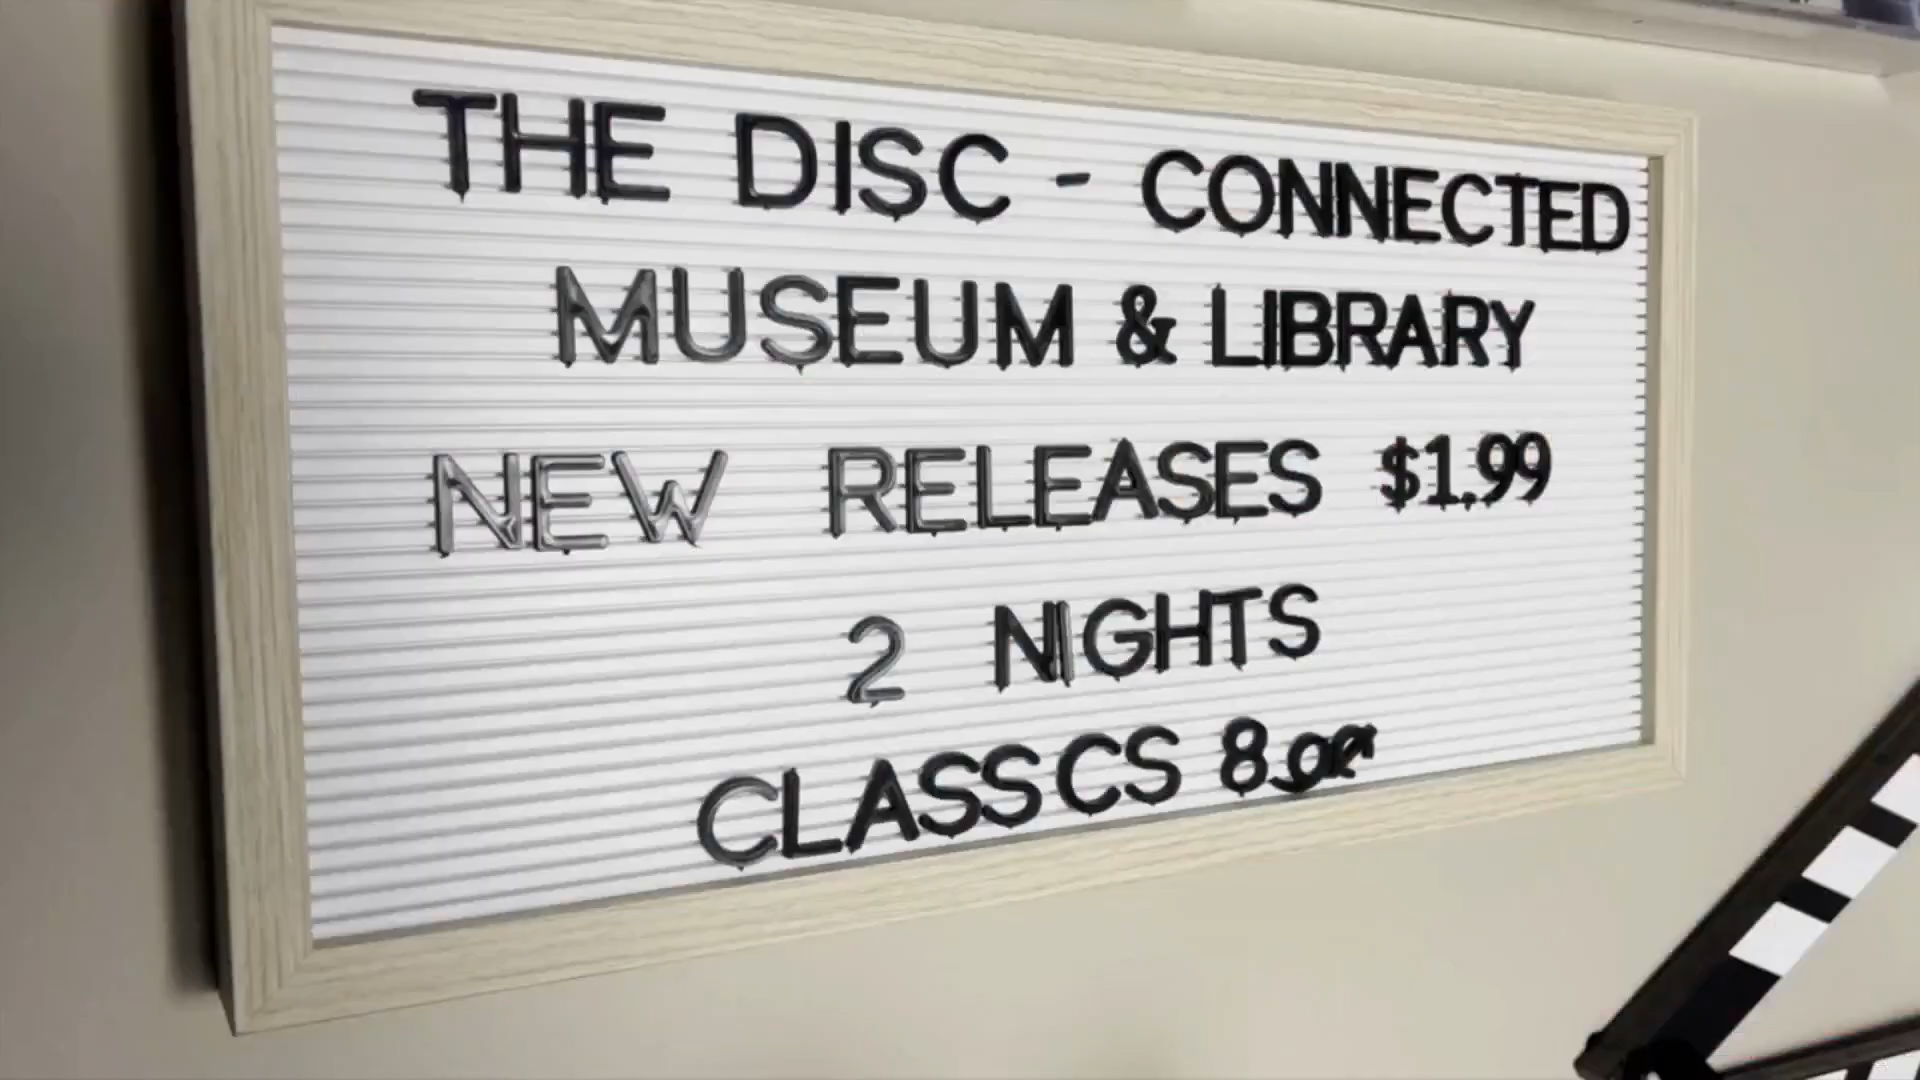 THE DISC - CONNECTED
MUSEUM & LIBRARY
NEW RELEASES $1.99
2 NIGHTS
CLASSCS